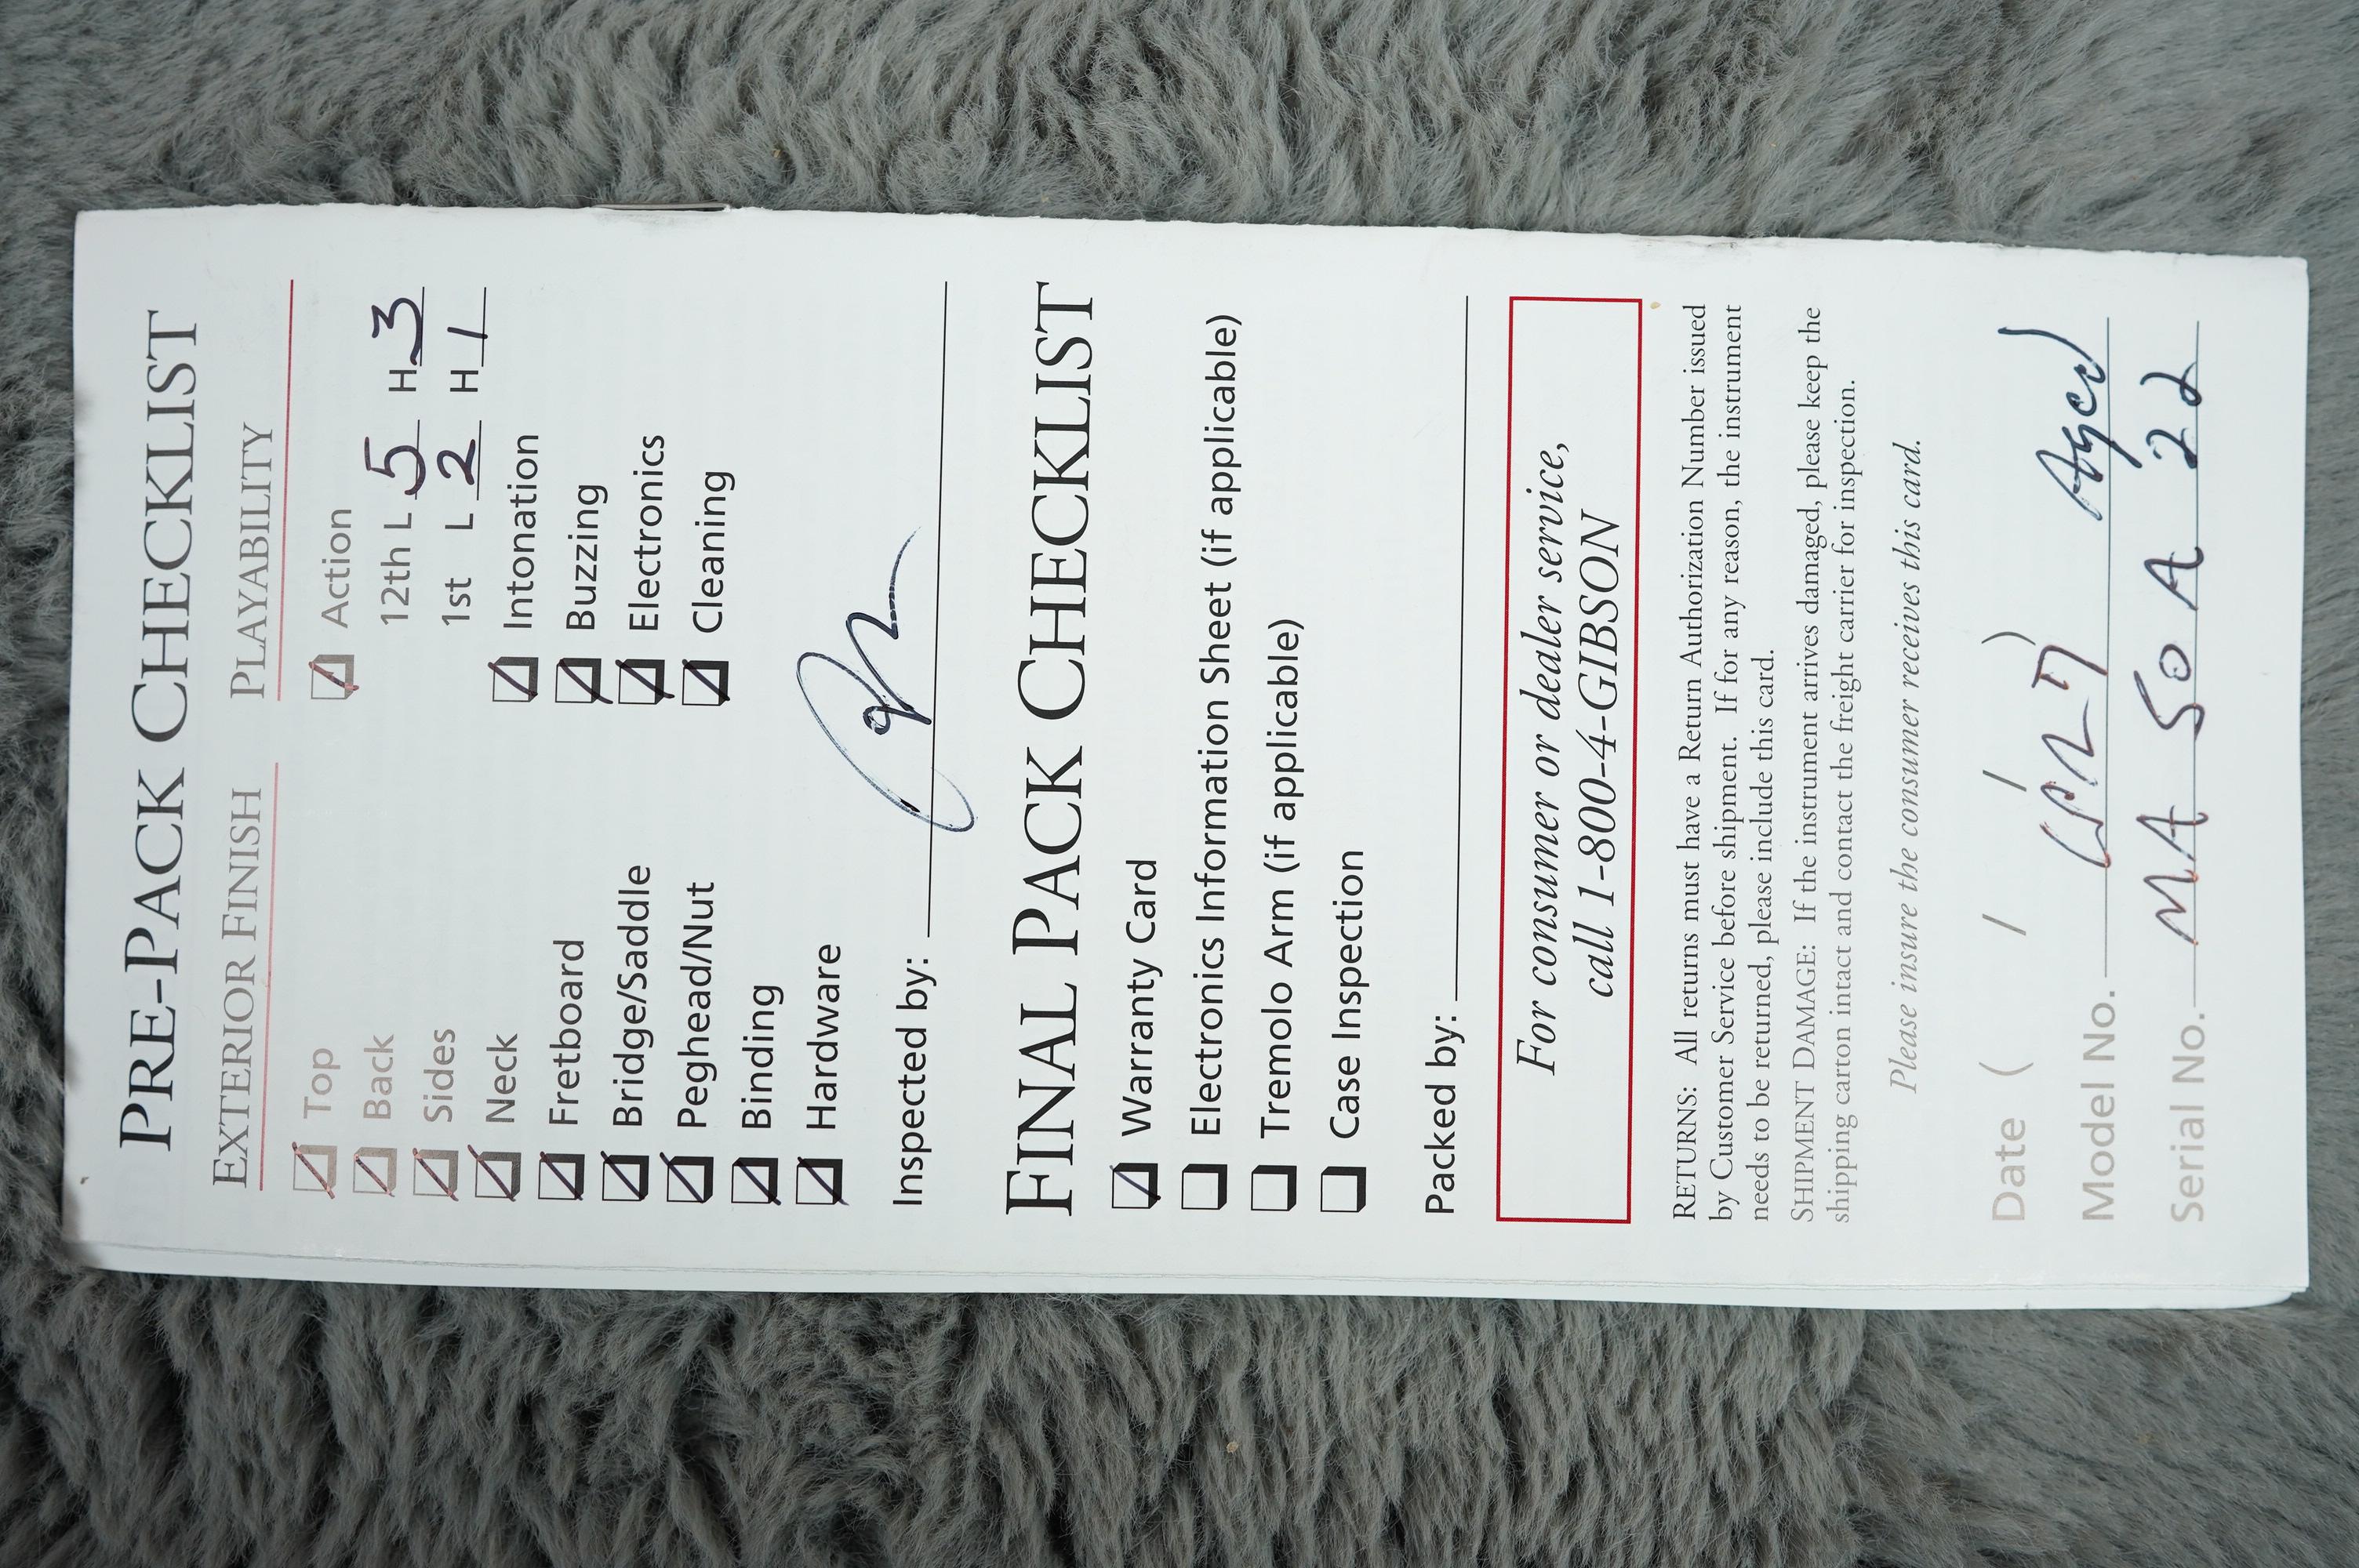 PRE-PACK CHECKLIST
EXTERIOR FINISH PLAYABILITY
Top
Back
Sides
Neck
Fretboard
Bridge/Saddle
Peghead/Nut
Binding
Hardware
Action
12th L 5 H 3
1st L 2 H 1
Intonation
Buzzing
Electronics
Cleaning
Inspected by:
FINAL PACK CHECKLIST
Warranty Card
Electronics Information Sheet (if applicable)
Tremolo Arm (if applicable)
Case Inspection
Packed by:
For consumer or dealer service,
call 1-800-4-GIBSON
RETURNS: All returns must have a Return Authorization Number issued
by Customer Service before shipment. If for any reason, the instrument
needs to be returned, please include this card.
SHIPMENT DAMAGE: If the instrument arrives damaged, please keep the
shipping carton intact and contact the freight carrier for inspection.
Please insure the consumer receives this card.
Date ( / / )
Model No. Aged
Serial No. MA SO A 22